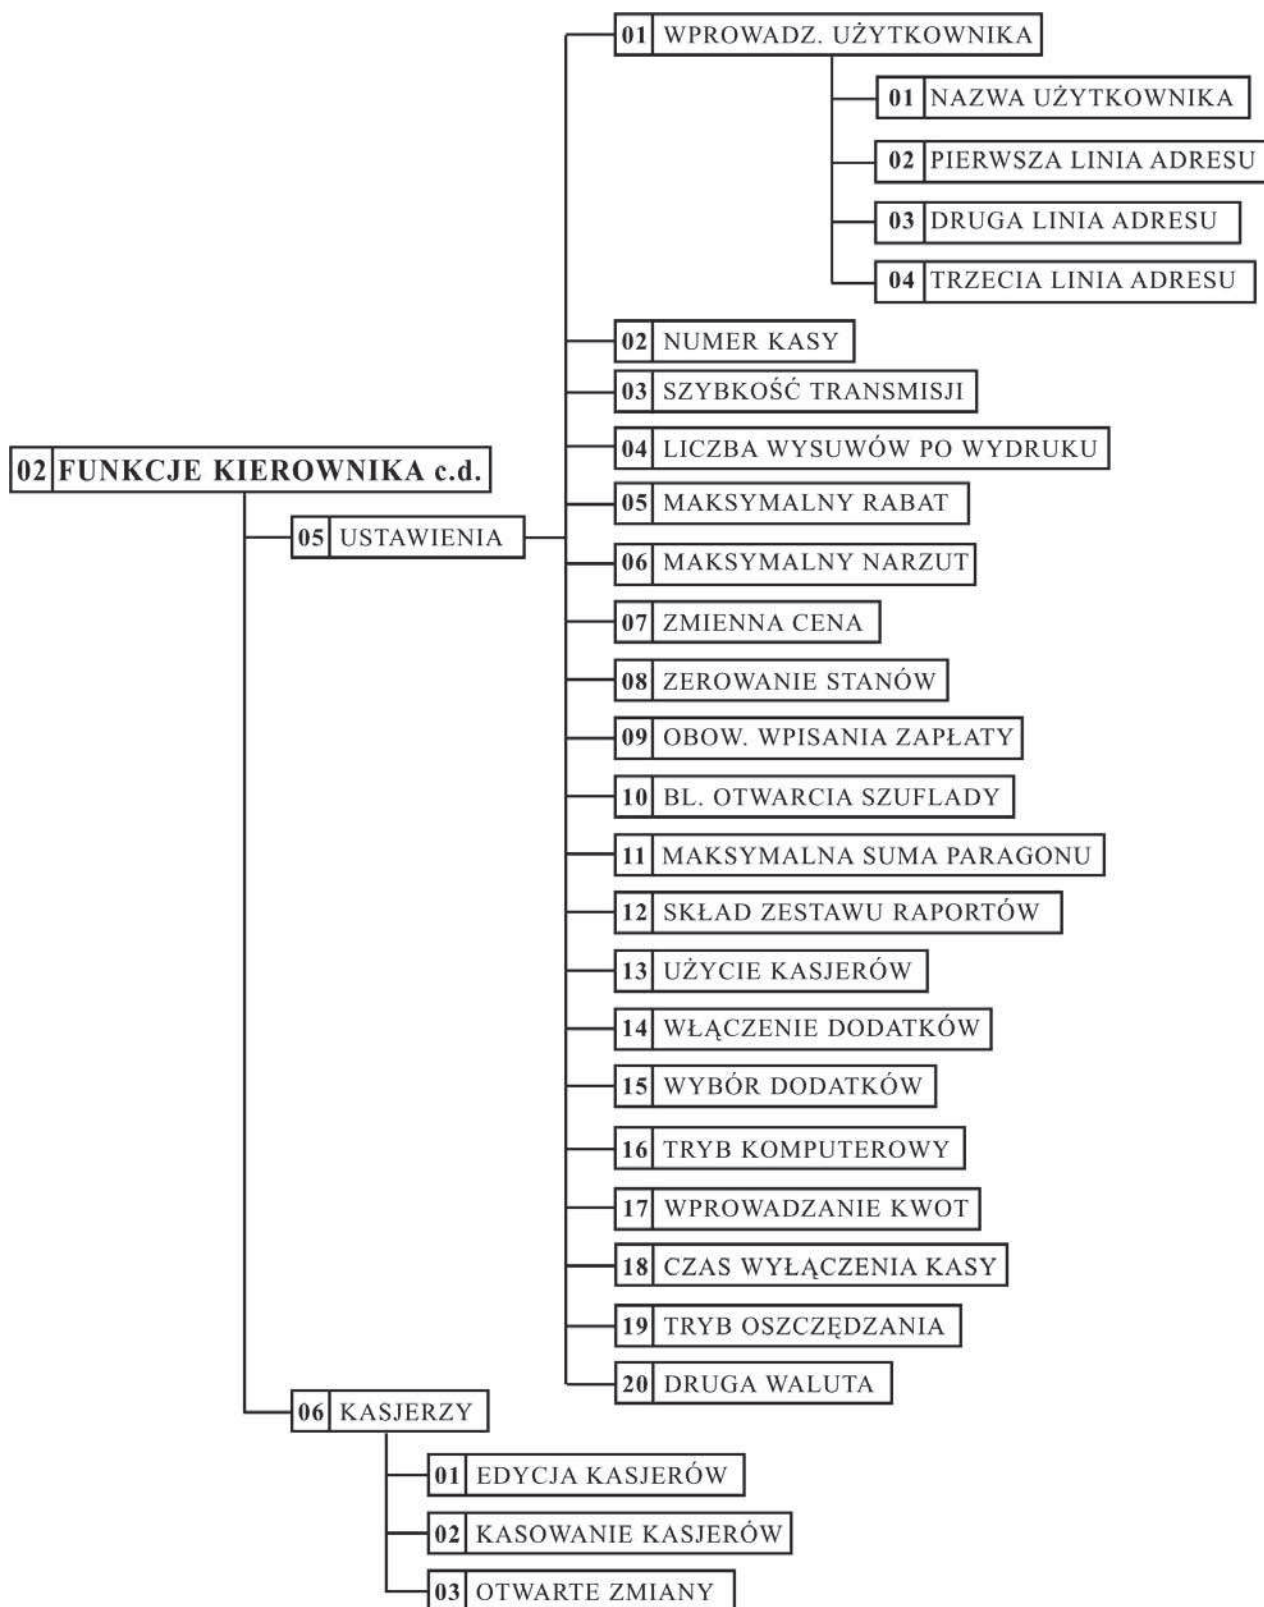 01 WPROWADZ. UŻYTKOWNIKA
01 NAZWA UŻYTKOWNIKA
02 PIERWSZA LINIA ADRESU
03 DRUGA LINIA ADRESU
04 TRZECIA LINIA ADRESU
02 NUMER KASY
03 SZYBKOŚĆ TRANSMISJI
04 LICZBA WYSUWÓW PO WYDRUKU
02 FUNKCJE KIEROWNIKA c.d.
05 MAKSYMALNY RABAT
05 USTAWIENIA
06 MAKSYMALNY NARZUT
07 ZMIENNA CENA
08 ZEROWANIE STANÓW
09 OBOW. WPISANIA ZAPŁATY
10 BL. OTWARCIA SZUFLADY
11 MAKSYMALNA SUMA PARAGONU
12 SKŁAD ZESTAWU RAPORTÓW
13 UŻYCIE KASJERÓW
14 WŁĄCZENIE DODATKÓW
15 WYBÓR DODATKÓW
16 TRYB KOMPUTEROWY
17 WPROWADZANIE KWOT
18 CZAS WYŁĄCZENIA KASY
19 TRYB OSZCZĘDZANIA
20 DRUGA WALUTA
06 KASJERZY
01 EDYCJA KASJERÓW
02 KASOWANIE KASJERÓW
03 OTWARTE ZMIANY